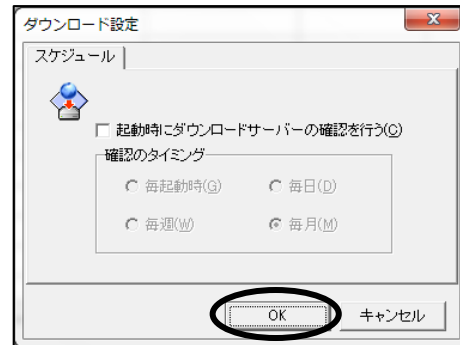 ダウンロード設定
スケジュール
起動時にダウンロードサーバーの確認を行う(C)
確認のタイミング
毎起動時(G) 毎日(D)
毎週(W) 毎月(M)
OK キャンセル